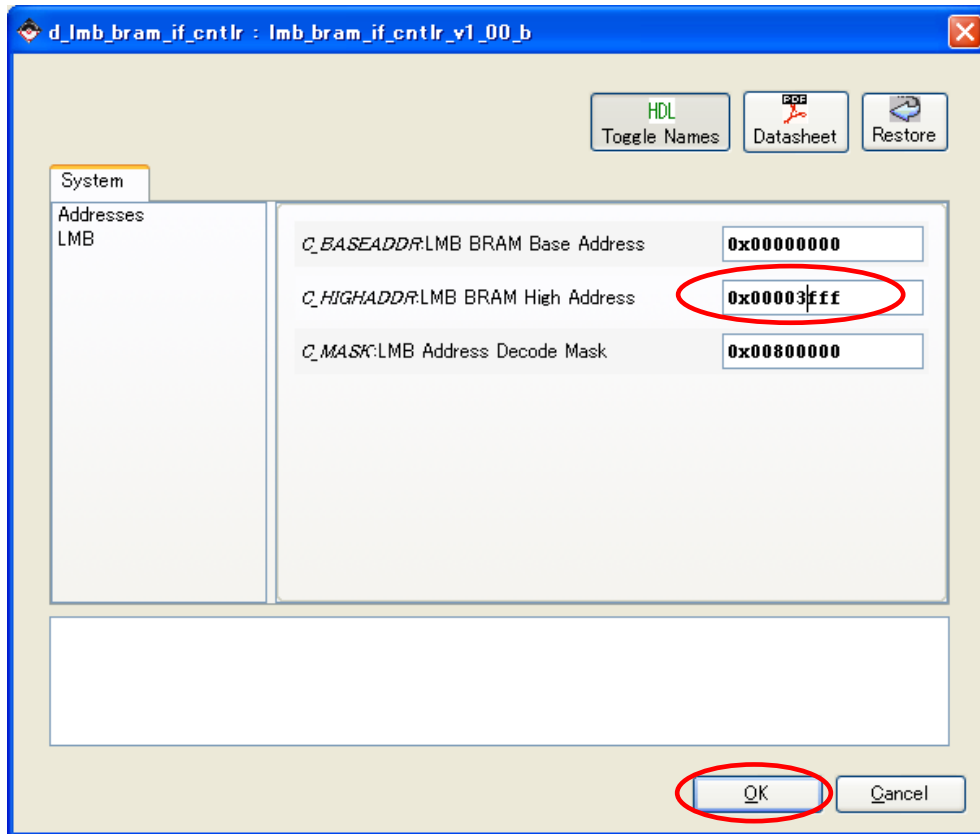 d_lmb_bram_if_cntlr : lmb_bram_if_cntlr_v1_00_b
HDL
Toggle Names
PDF
Datasheet
Restore
System
Addresses
LMB
C_BASEADDR:LMB BRAM Base Address 0x00000000
C_HIGHADDR:LMB BRAM High Address 0x00003fff
C_MASK:LMB Address Decode Mask 0x00800000
OK Cancel